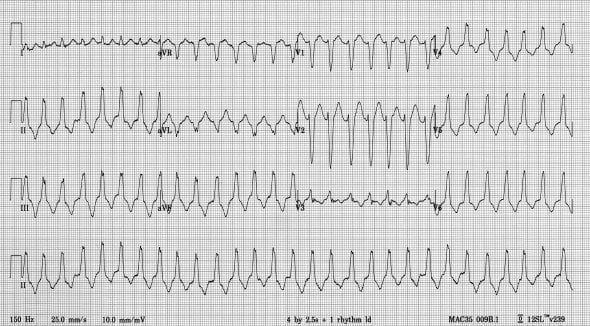 aVR V1 V4
II aVL V2 V5
III aVF V3 V6
II
150 Hz 25.0 mm/s 10.0 mm/mV 4 by 2.5s + 1 rhythm ld MAC35 009B.1 12SL™ v239